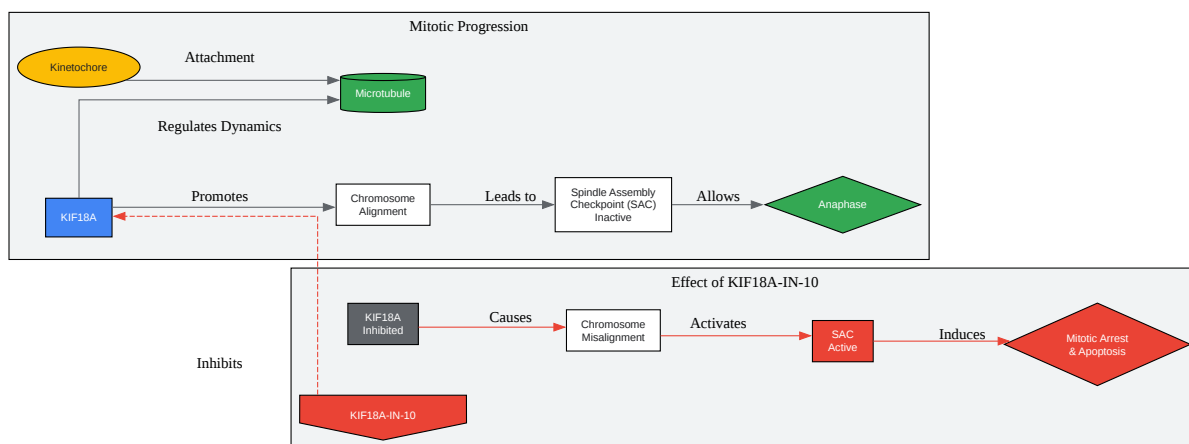 Mitotic Progression
Attachment
Kinetochore
Microtubule
Regulates Dynamics
KIF18A
Promotes
Chromosome
Alignment
Leads to
Spindle Assembly
Checkpoint (SAC)
Inactive
Allows
Anaphase
Effect of KIF18A-IN-10
KIF18A
Inhibited
Causes
Chromosome
Misalignment
Activates
SAC
Active
Induces
Mitotic Arrest
& Apoptosis
Inhibits
KIF18A-IN-10